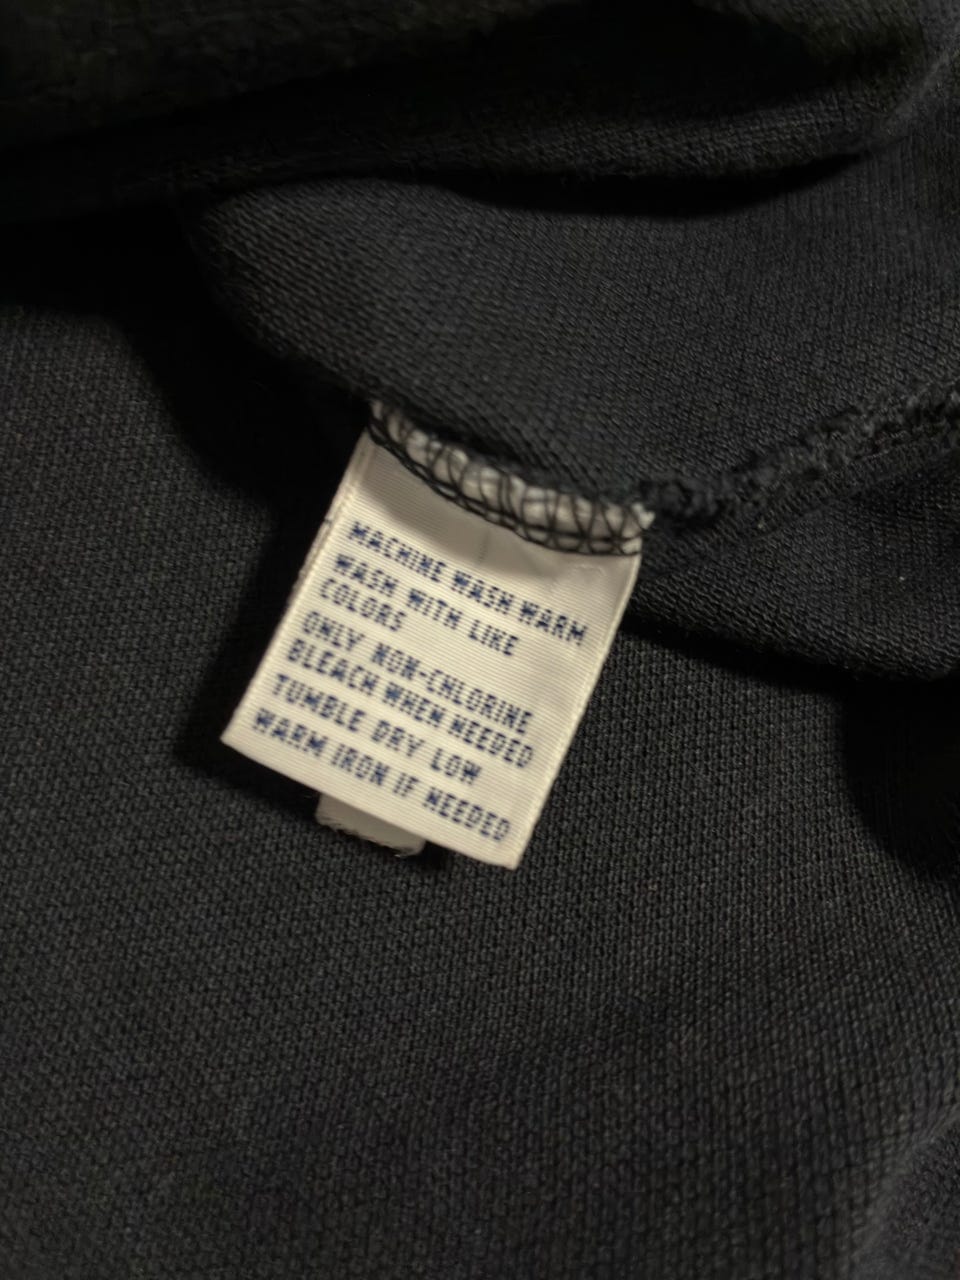 MACHINE WASH WARM
WASH WITH LIKE
COLORS
ONLY NON-CHLORINE
BLEACH WHEN NEEDED
TUMBLE DRY LOW
WARM IRON IF NEEDED